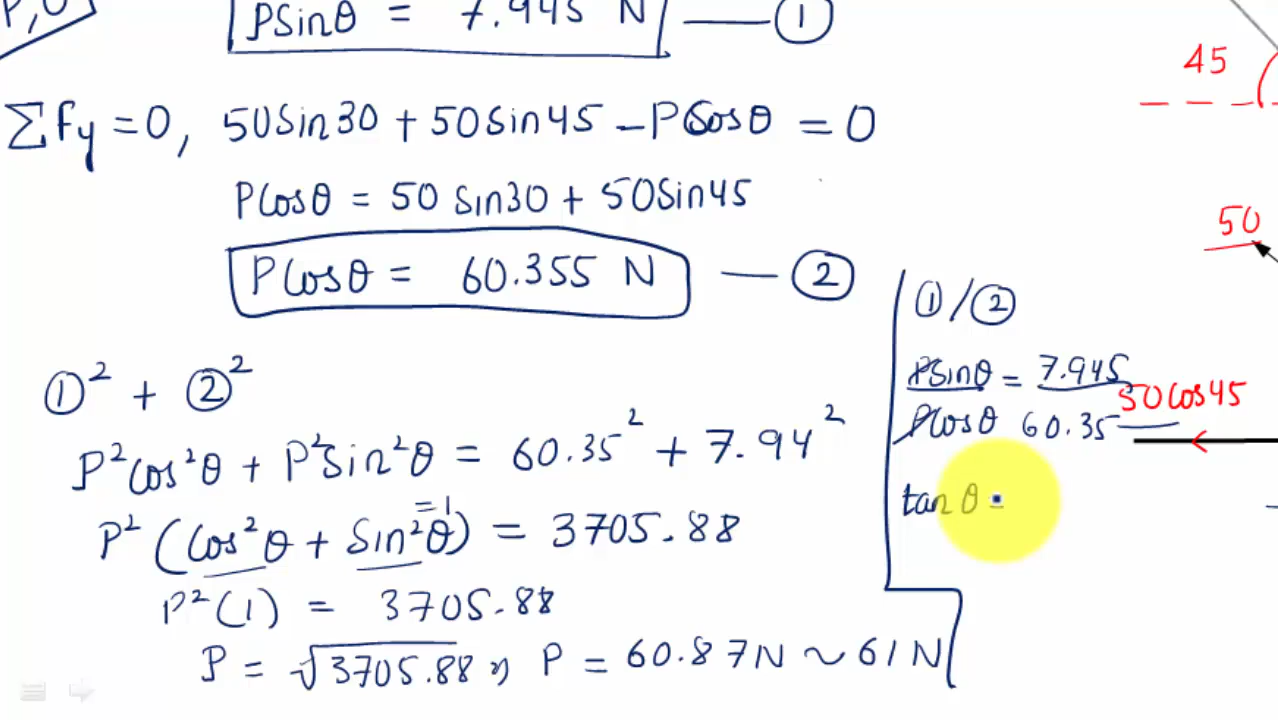 P,θ
Psinθ = 7.945 N —— ①
ΣFy = 0, 50Sin30 + 50Sin45 - PCosθ = 0
PCosθ = 50 Sin30 + 50Sin45
PCosθ = 60.355 N — ②
①² + ②²
P²Cos²θ + P²Sin²θ = 60.35² + 7.94²
P² (Cos²θ + Sin²θ) = 3705.88
=1
P²(1) = 3705.88
P = √3705.88 ⇒ P = 60.87N ~ 61 N
①/②
Psinθ = 7.945
PCosθ 60.35
tan θ =
45
50
50cos45